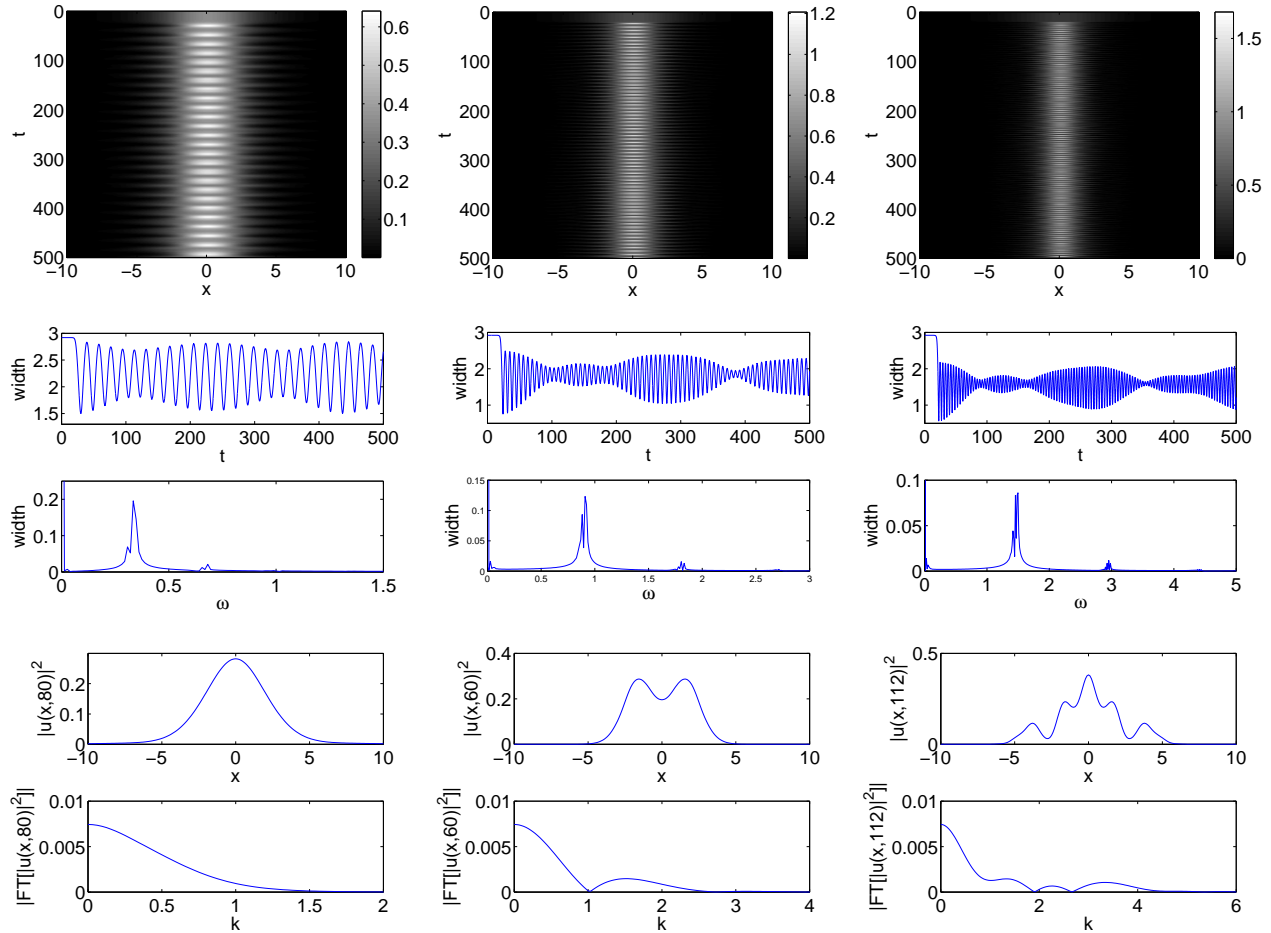 0
100
200
300
400
500
t
−10 −5 0 5 10
x
0.6
0.5
0.4
0.3
0.2
0.1
0
100
200
300
400
500
t
−10 −5 0 5 10
x
1.2
1
0.8
0.6
0.4
0.2
0
100
200
300
400
500
t
−10 −5 0 5 10
x
1.5
1
0.5
0
3
2.5
2
1.5
width
0 100 200 300 400 500
t
3
2
1
width
0 100 200 300 400 500
t
3
2
1
width
0 100 200 300 400 500
t
0.2
0.1
0
width
0 0.5 1 1.5
ω
0.15
0.1
0.05
0
width
0 0.5 1 1.5 2 2.5 3
ω
0.1
0.05
0
width
0 1 2 3 4 5
ω
0.2
0.1
0
|u(x,80)|²
−10 −5 0 5 10
x
0.4
0.2
0
|u(x,60)|²
−10 −5 0 5 10
x
0.5
0
|u(x,112)|²
−10 −5 0 5 10
x
0.01
0.005
0
|FT[|u(x,80)|²]|
0 0.5 1 1.5 2
k
0.01
0.005
0
|FT[|u(x,60)|²]|
0 1 2 3 4
k
0.01
0.005
0
|FT[|u(x,112)|²]|
0 2 4 6
k